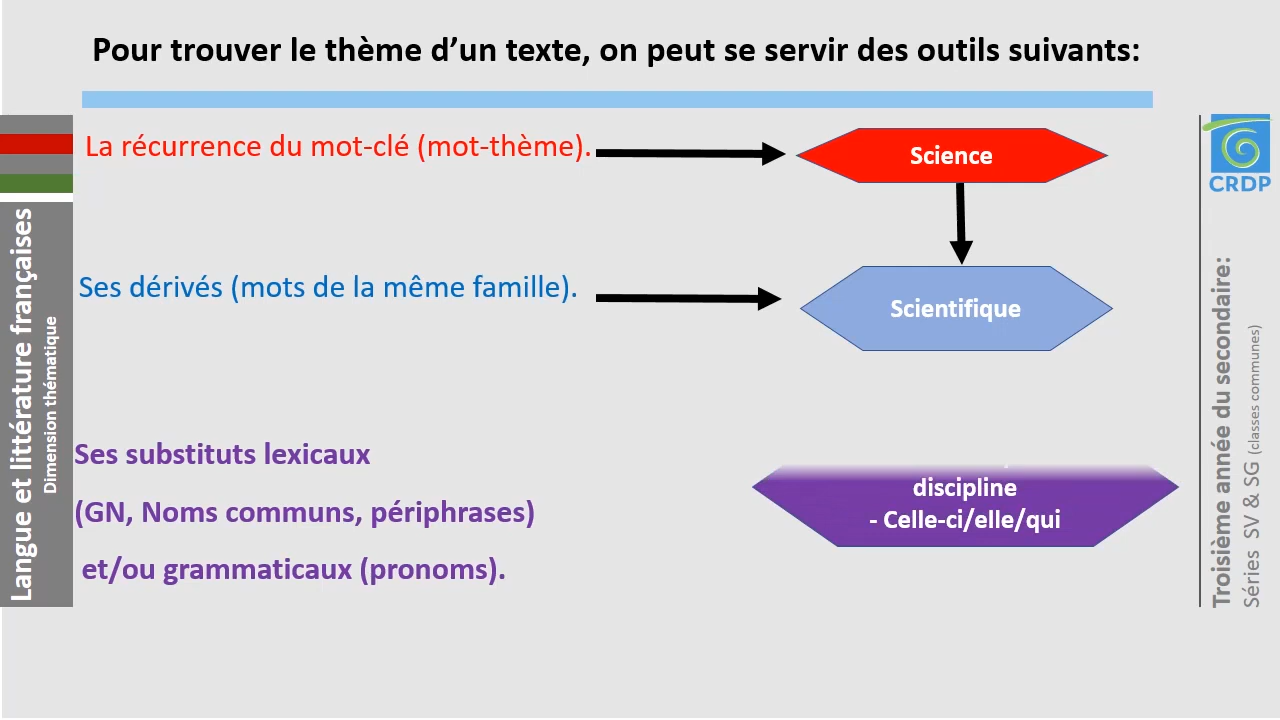 Pour trouver le thème d’un texte, on peut se servir des outils suivants:
La récurrence du mot-clé (mot-thème).
Science
Ses dérivés (mots de la même famille).
Scientifique
Ses substituts lexicaux
(GN, Noms communs, périphrases)
et/ou grammaticaux (pronoms).
discipline
- Celle-ci/elle/qui
Langue et littérature françaises
Dimension thématique
CRDP
Troisième année du secondaire:
Séries SV & SG (classes communes)